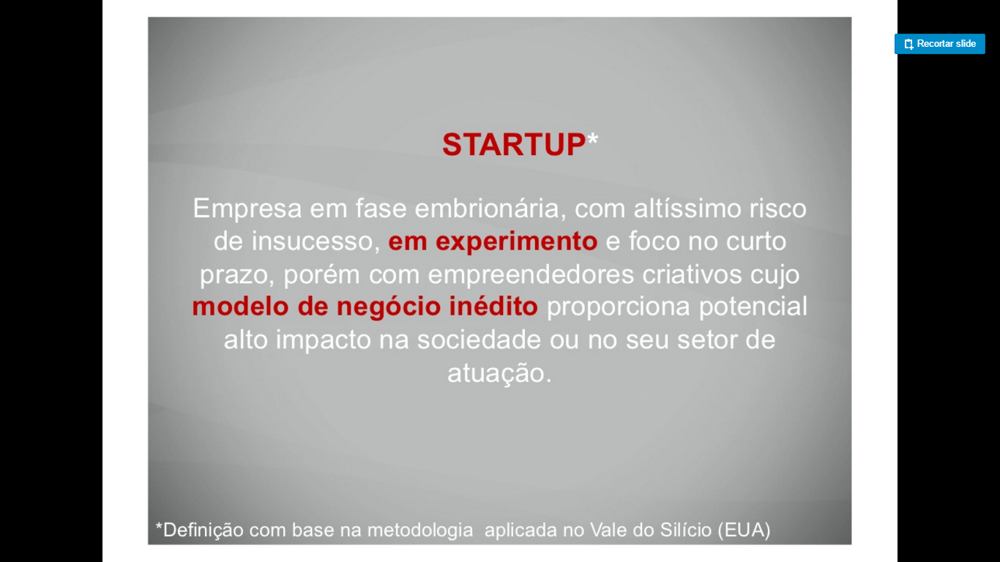 Recortar slide
STARTUP*
Empresa em fase embrionária, com altíssimo risco
de insucesso, em experimento e foco no curto
prazo, porém com empreendedores criativos cujo
modelo de negócio inédito proporciona potencial
alto impacto na sociedade ou no seu setor de
atuação.
*Definição com base na metodologia  aplicada no Vale do Silício (EUA)